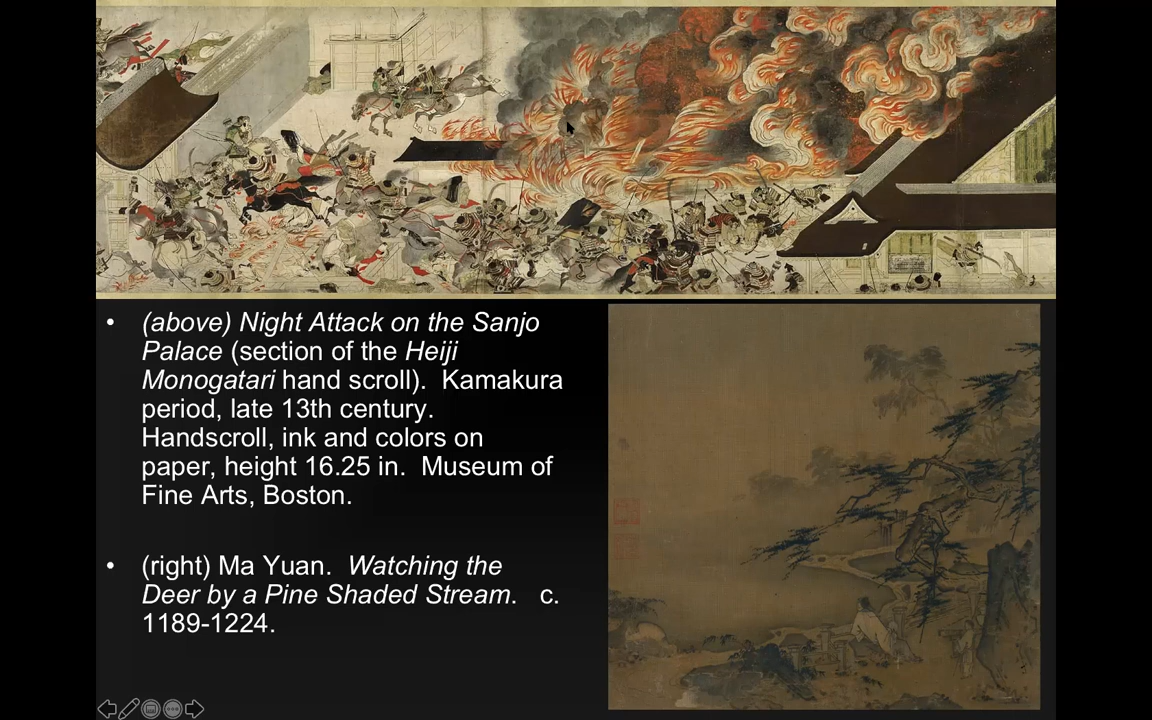 • (above) Night Attack on the Sanjo
Palace (section of the Heiji
Monogatari hand scroll).  Kamakura
period, late 13th century.
Handscroll, ink and colors on
paper, height 16.25 in.  Museum of
Fine Arts, Boston.
• (right) Ma Yuan.  Watching the
Deer by a Pine Shaded Stream.   c.
1189-1224.